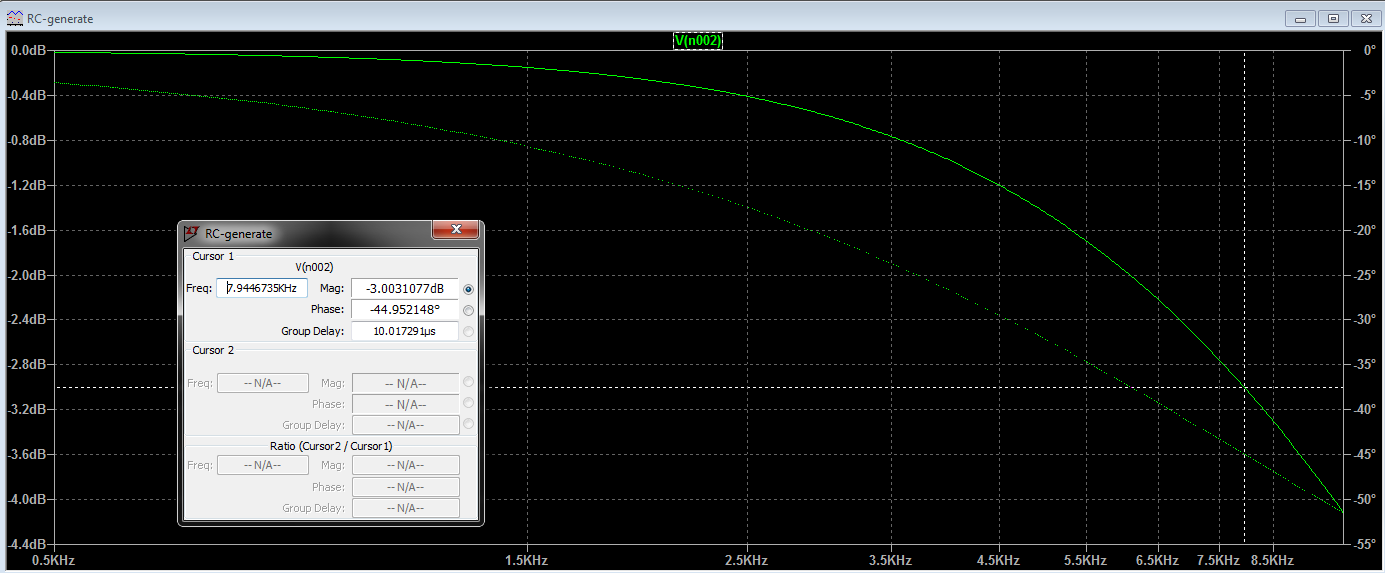 RC-generate
V(n002)
0.0dB 0°
-0.4dB -5°
-0.8dB -10°
-1.2dB -15°
-1.6dB -20°
-2.0dB -25°
-2.4dB -30°
-2.8dB -35°
-3.2dB -40°
-3.6dB -45°
-4.0dB -50°
-4.4dB -55°
0.5KHz 1.5KHz 2.5KHz 3.5KHz 4.5KHz 5.5KHz 6.5KHz 7.5KHz 8.5KHz
RC-generate
Cursor 1
V(n002)
Freq: 7.9446735KHz Mag: -3.0031077dB
Phase: -44.952148°
Group Delay: 10.017291µs
Cursor 2
Freq: -- N/A-- Mag: -- N/A--
Phase: -- N/A--
Group Delay: -- N/A--
Ratio (Cursor2 / Cursor1)
Freq: -- N/A-- Mag: -- N/A--
Phase: -- N/A--
Group Delay: -- N/A--